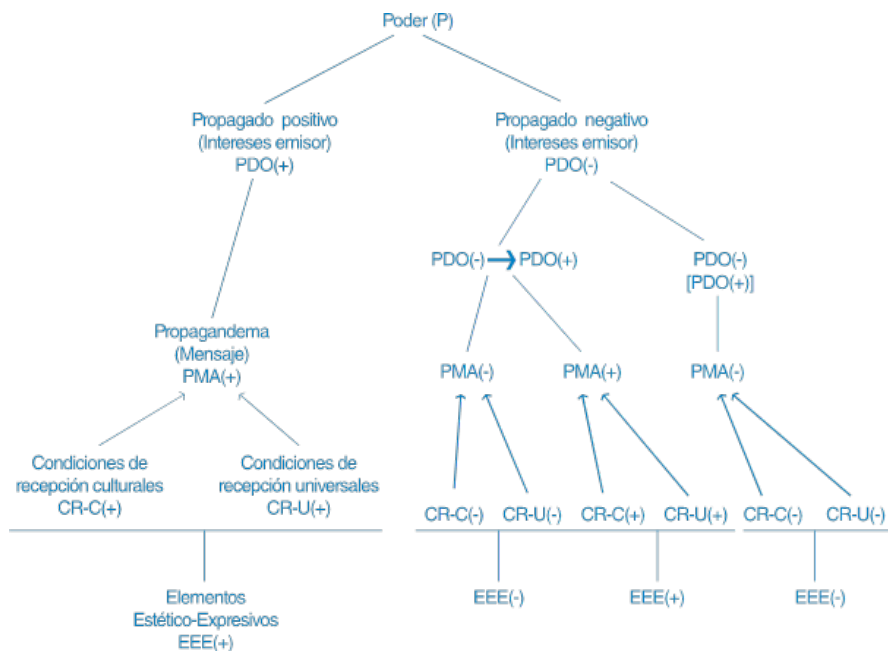 Poder (P)
Propagado positivo
(Intereses emisor)
PDO(+)
Propagado negativo
(Intereses emisor)
PDO(-)
PDO(-) → PDO(+)
PDO(-)
[PDO(+)]
Propagandema
(Mensaje)
PMA(+)
PMA(-)
PMA(+)
PMA(-)
Condiciones de
recepción culturales
CR-C(+)
Condiciones de
recepción universales
CR-U(+)
CR-C(-)
CR-U(-)
CR-C(+)
CR-U(+)
CR-C(-)
CR-U(-)
Elementos
Estético-Expresivos
EEE(+)
EEE(-)
EEE(+)
EEE(-)